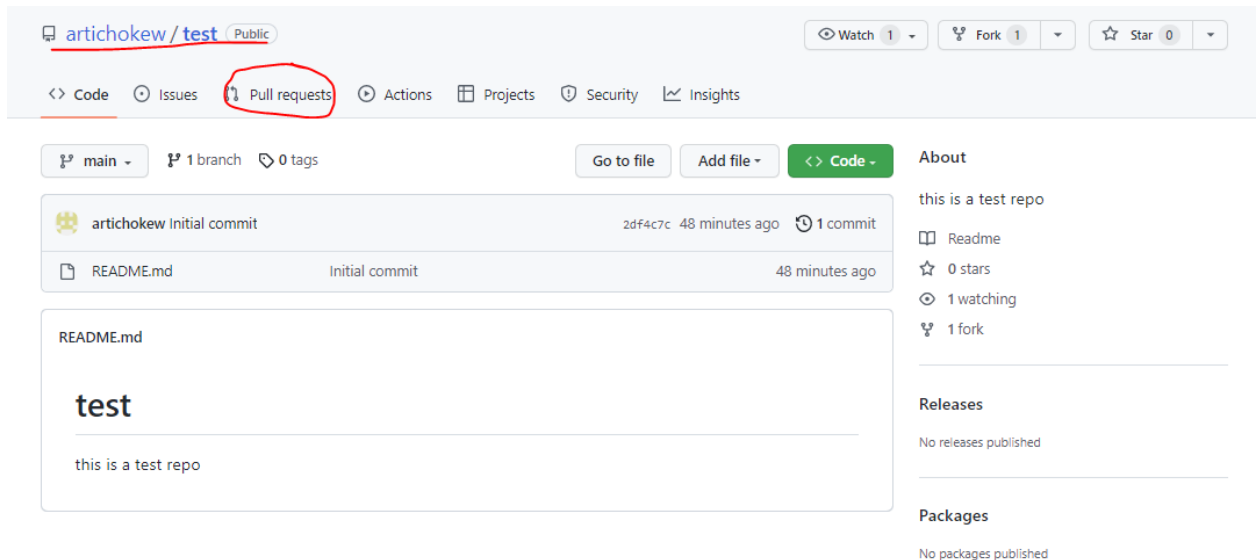 artichokew / test Public
Watch 1
Fork 1
Star 0
Code Issues Pull requests Actions Projects Security Insights
main 1 branch 0 tags Go to file Add file Code
artichokew Initial commit 2df4c7c 48 minutes ago 1 commit
README.md Initial commit 48 minutes ago
README.md
test
this is a test repo
About
this is a test repo
Readme
0 stars
1 watching
1 fork
Releases
No releases published
Packages
No packages published